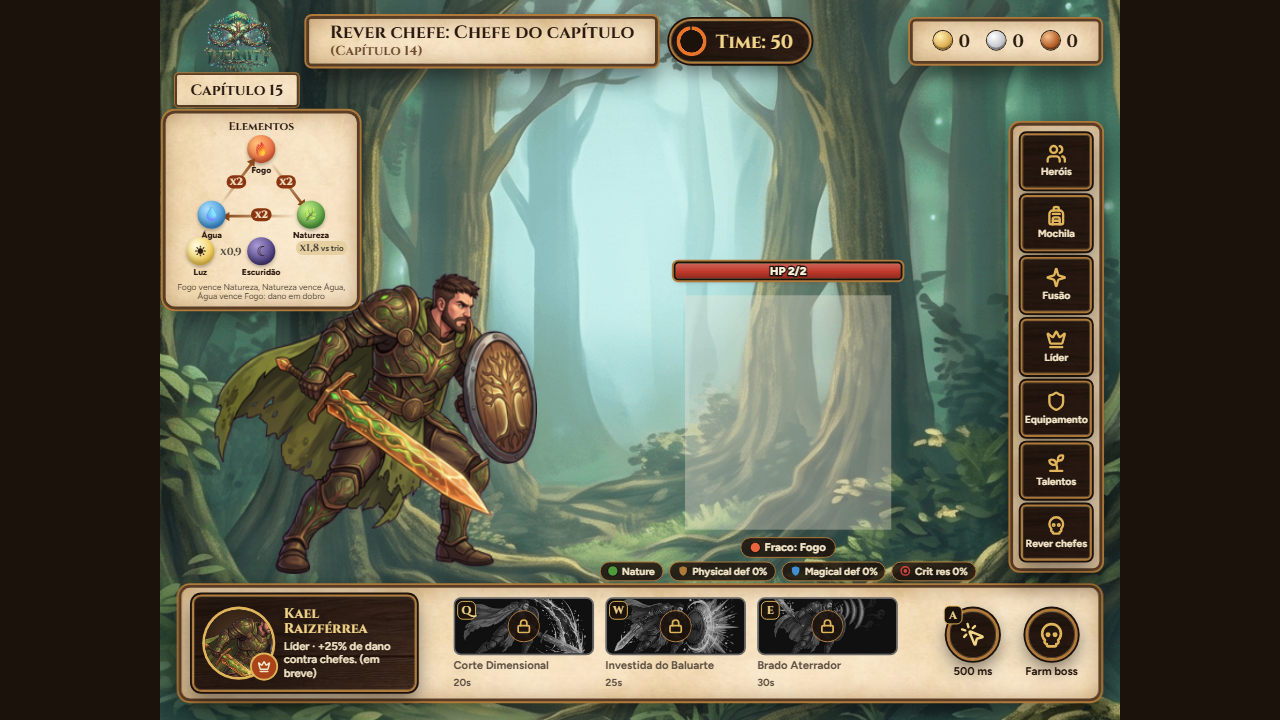 Rever chefe: Chefe do capítulo
(Capítulo 14)
Time: 50
0
0
0
Capítulo 15
Elementos
Fogo
x2
x2
x2
Água
Natureza
x0,9
x1,8 vs trio
Luz
Escuridão
Fogo vence Natureza, Natureza vence Água,
Água vence Fogo: dano em dobro
HP 2/2
Fraco: Fogo
Nature
Physical def 0%
Magical def 0%
Crit res 0%
Heróis
Mochila
Fusão
Líder
Equipamento
Talentos
Rever chefes
Kael
Raizférrea
Líder · +25% de dano
contra chefes. (em
breve)
Q
Corte Dimensional
20s
W
Investida do Baluarte
25s
E
Brado Aterrador
30s
A
500 ms
Farm boss